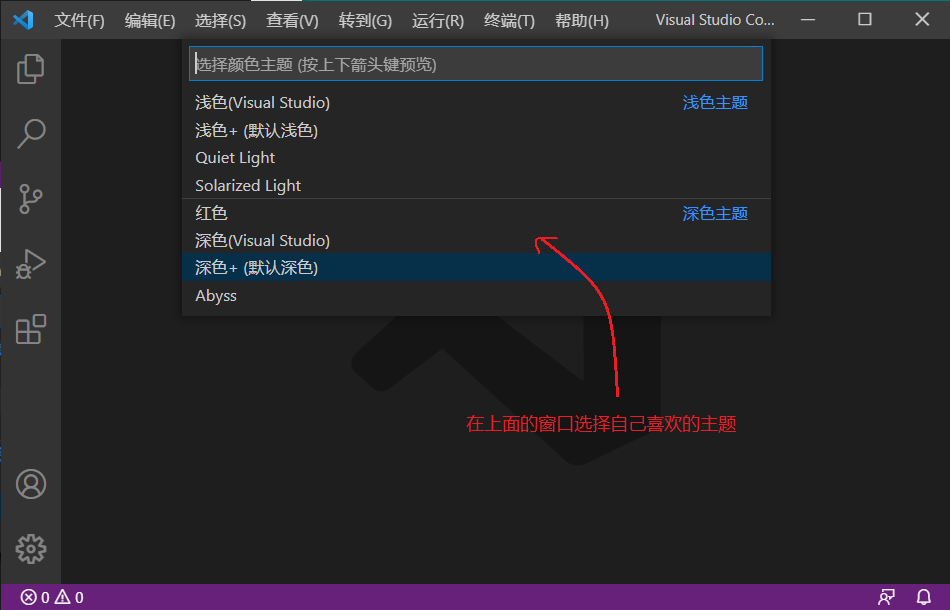 文件(F) 编辑(E) 选择(S) 查看(V) 转到(G) 运行(R) 终端(T) 帮助(H) Visual Studio Co...
选择颜色主题 (按上下箭头键预览)
浅色(Visual Studio) 浅色主题
浅色+ (默认浅色)
Quiet Light
Solarized Light
红色 深色主题
深色(Visual Studio)
深色+ (默认深色)
Abyss
在上面的窗口选择自己喜欢的主题
0 0